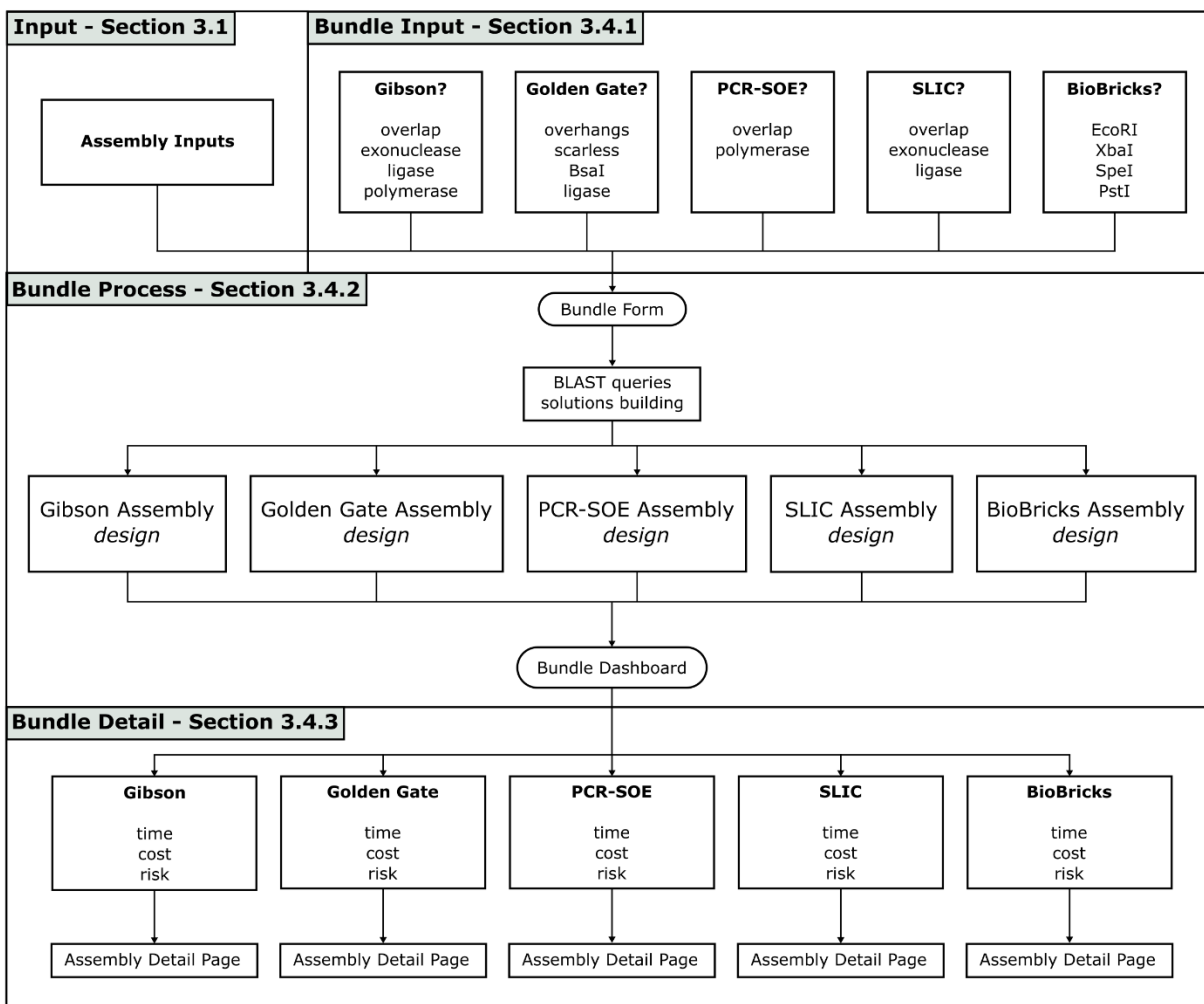 Input - Section 3.1
Bundle Input - Section 3.4.1
Assembly Inputs
Gibson?
overlap
exonuclease
ligase
polymerase
Golden Gate?
overhangs
scarless
BsaI
ligase
PCR-SOE?
overlap
polymerase
SLIC?
overlap
exonuclease
ligase
BioBricks?
EcoRI
XbaI
SpeI
PstI
Bundle Process - Section 3.4.2
Bundle Form
BLAST queries
solutions building
Gibson Assembly
design
Golden Gate Assembly
design
PCR-SOE Assembly
design
SLIC Assembly
design
BioBricks Assembly
design
Bundle Dashboard
Bundle Detail - Section 3.4.3
Gibson
time
cost
risk
Golden Gate
time
cost
risk
PCR-SOE
time
cost
risk
SLIC
time
cost
risk
BioBricks
time
cost
risk
Assembly Detail Page
Assembly Detail Page
Assembly Detail Page
Assembly Detail Page
Assembly Detail Page